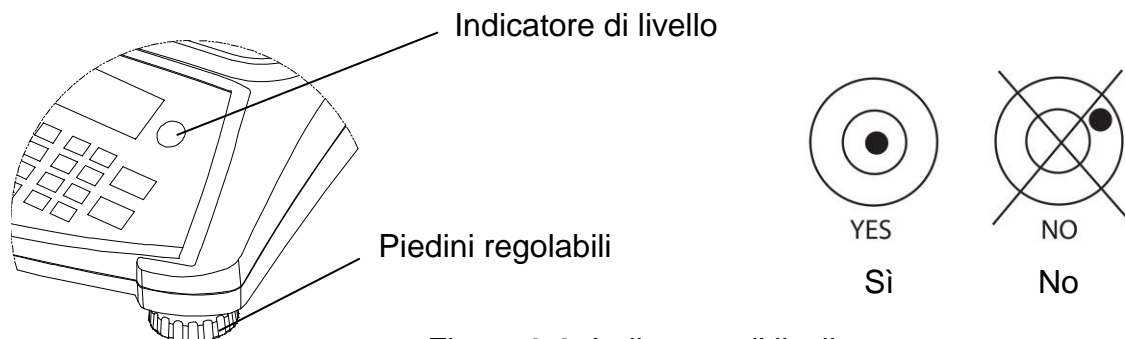 Indicatore di livello
YES
NO
Piedini regolabili
Sì
No